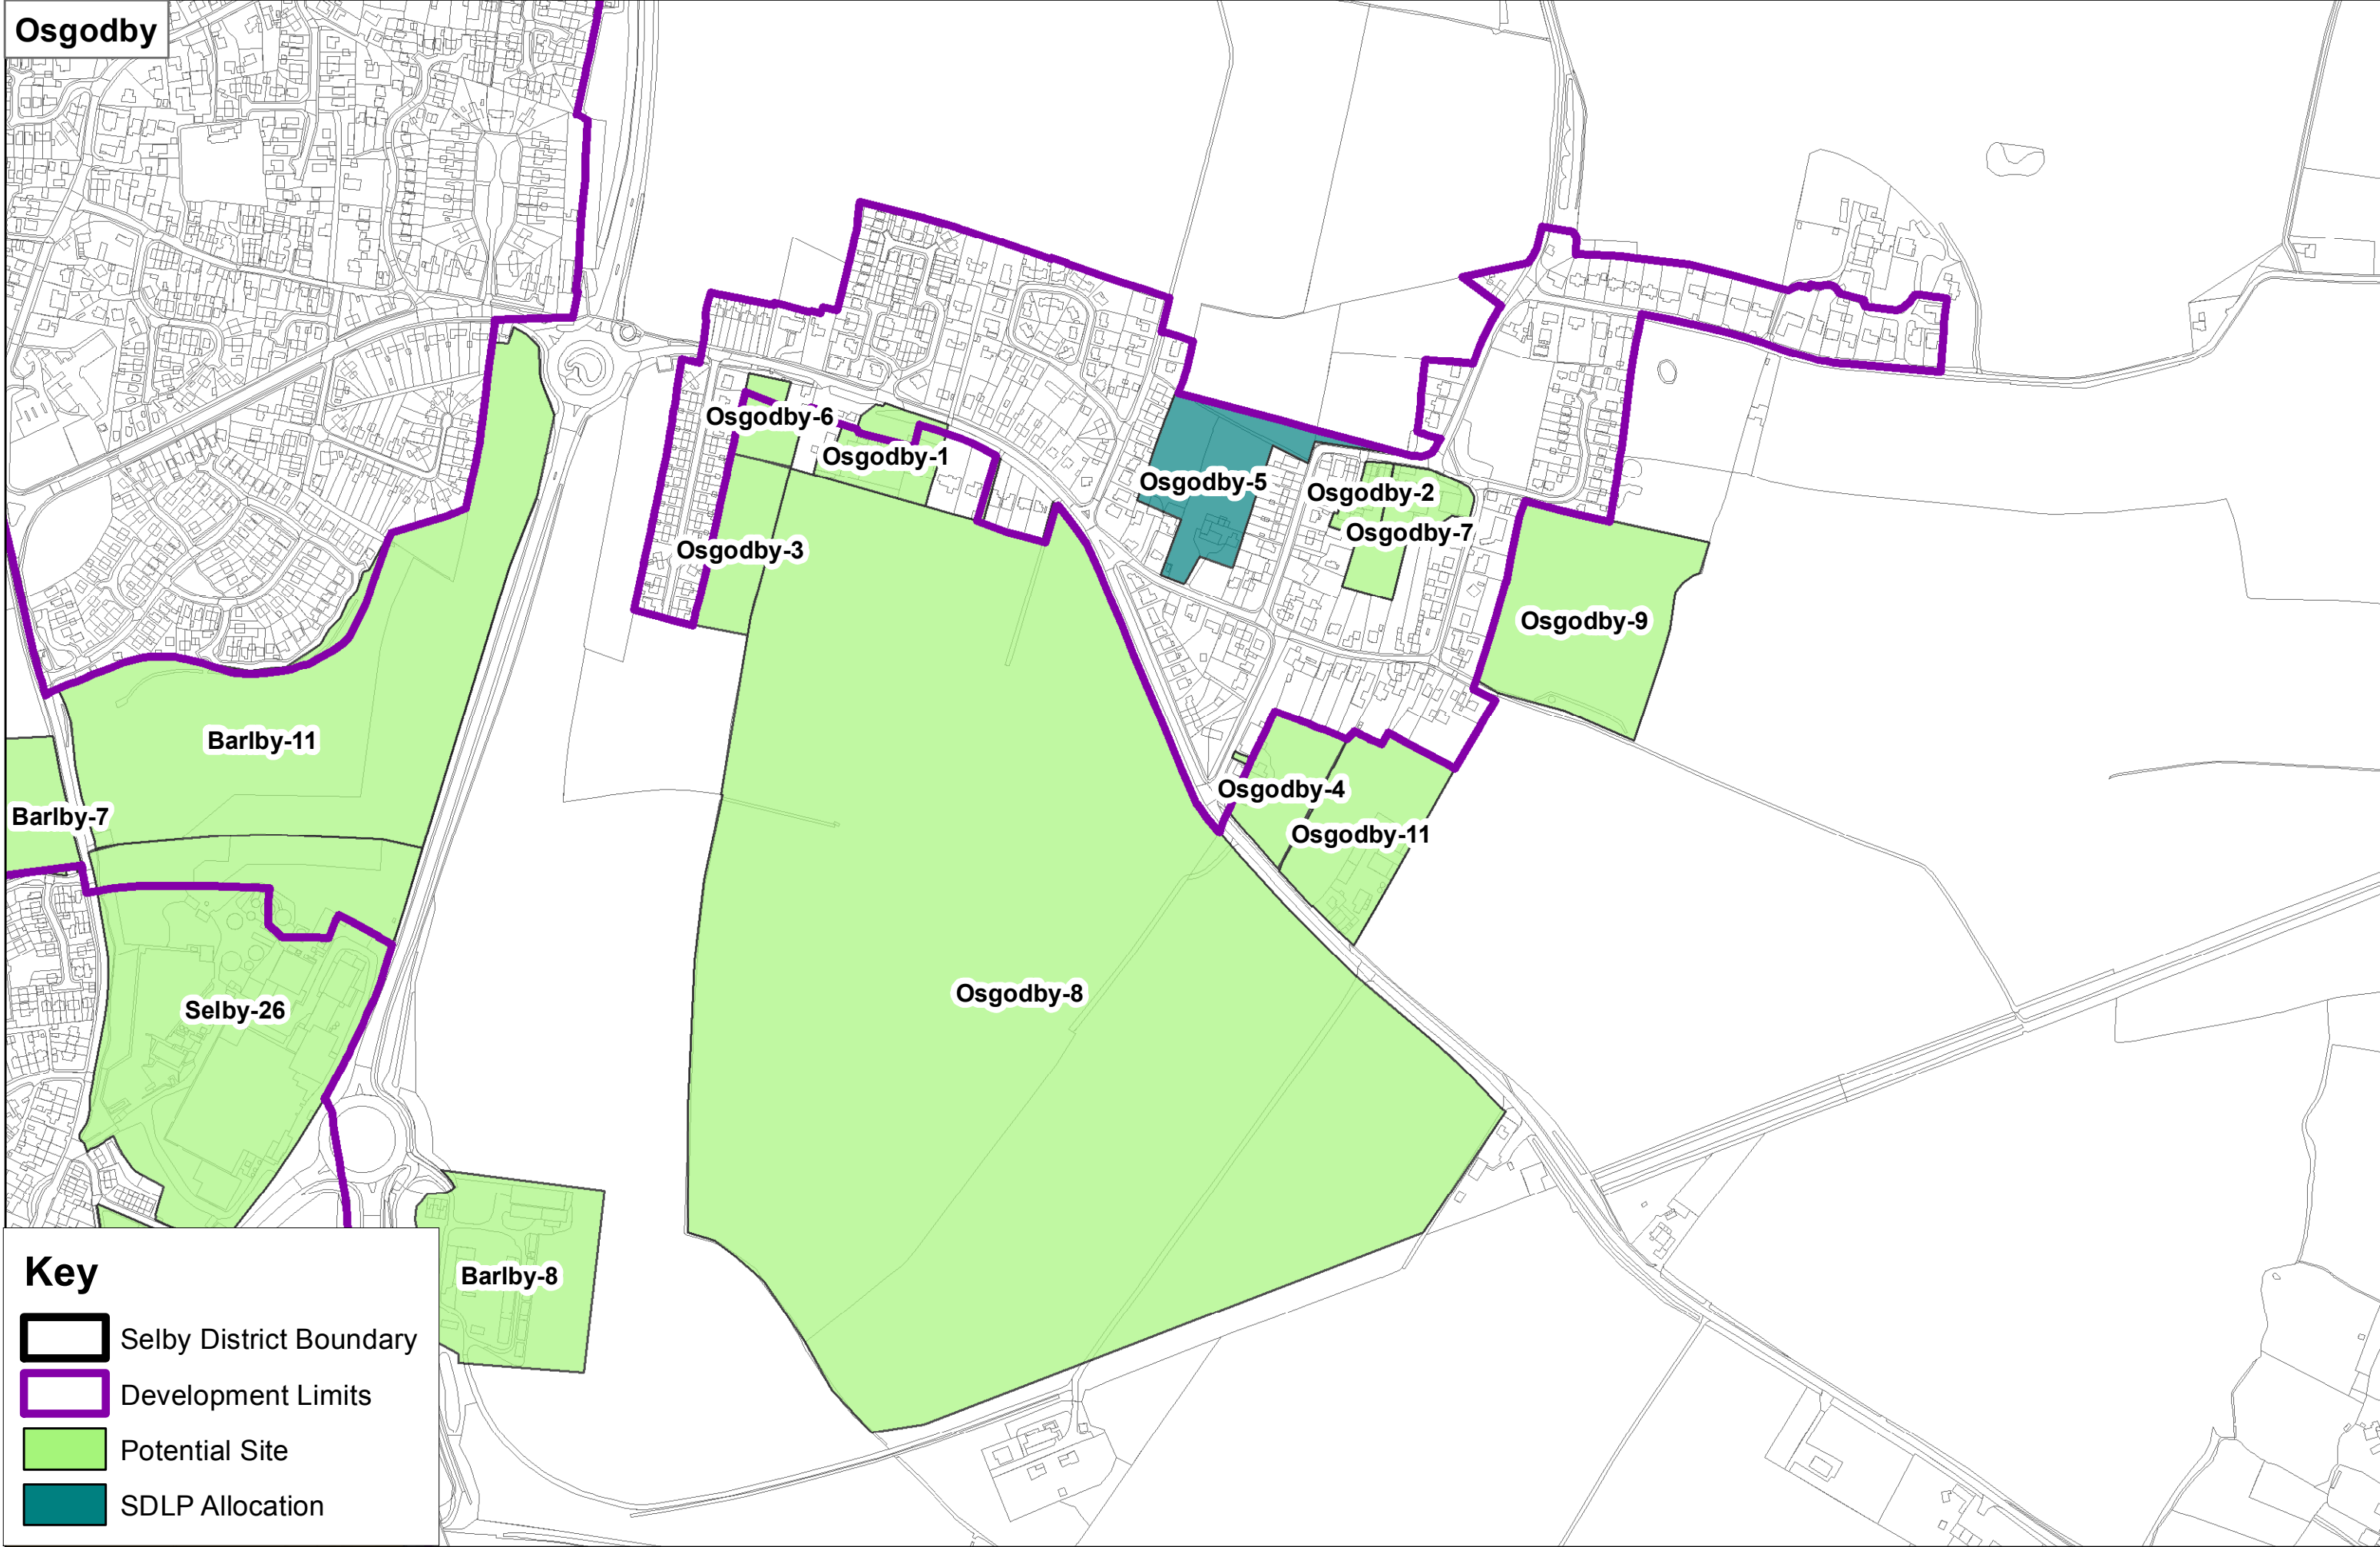 Osgodby
Osgodby-6
Osgodby-1
Osgodby-5
Osgodby-2
Osgodby-7
Osgodby-3
Osgodby-9
Barlby-11
Osgodby-4
Barlby-7
Osgodby-11
Osgodby-8
Selby-26
Barlby-8
Key
Selby District Boundary
Development Limits
Potential Site
SDLP Allocation